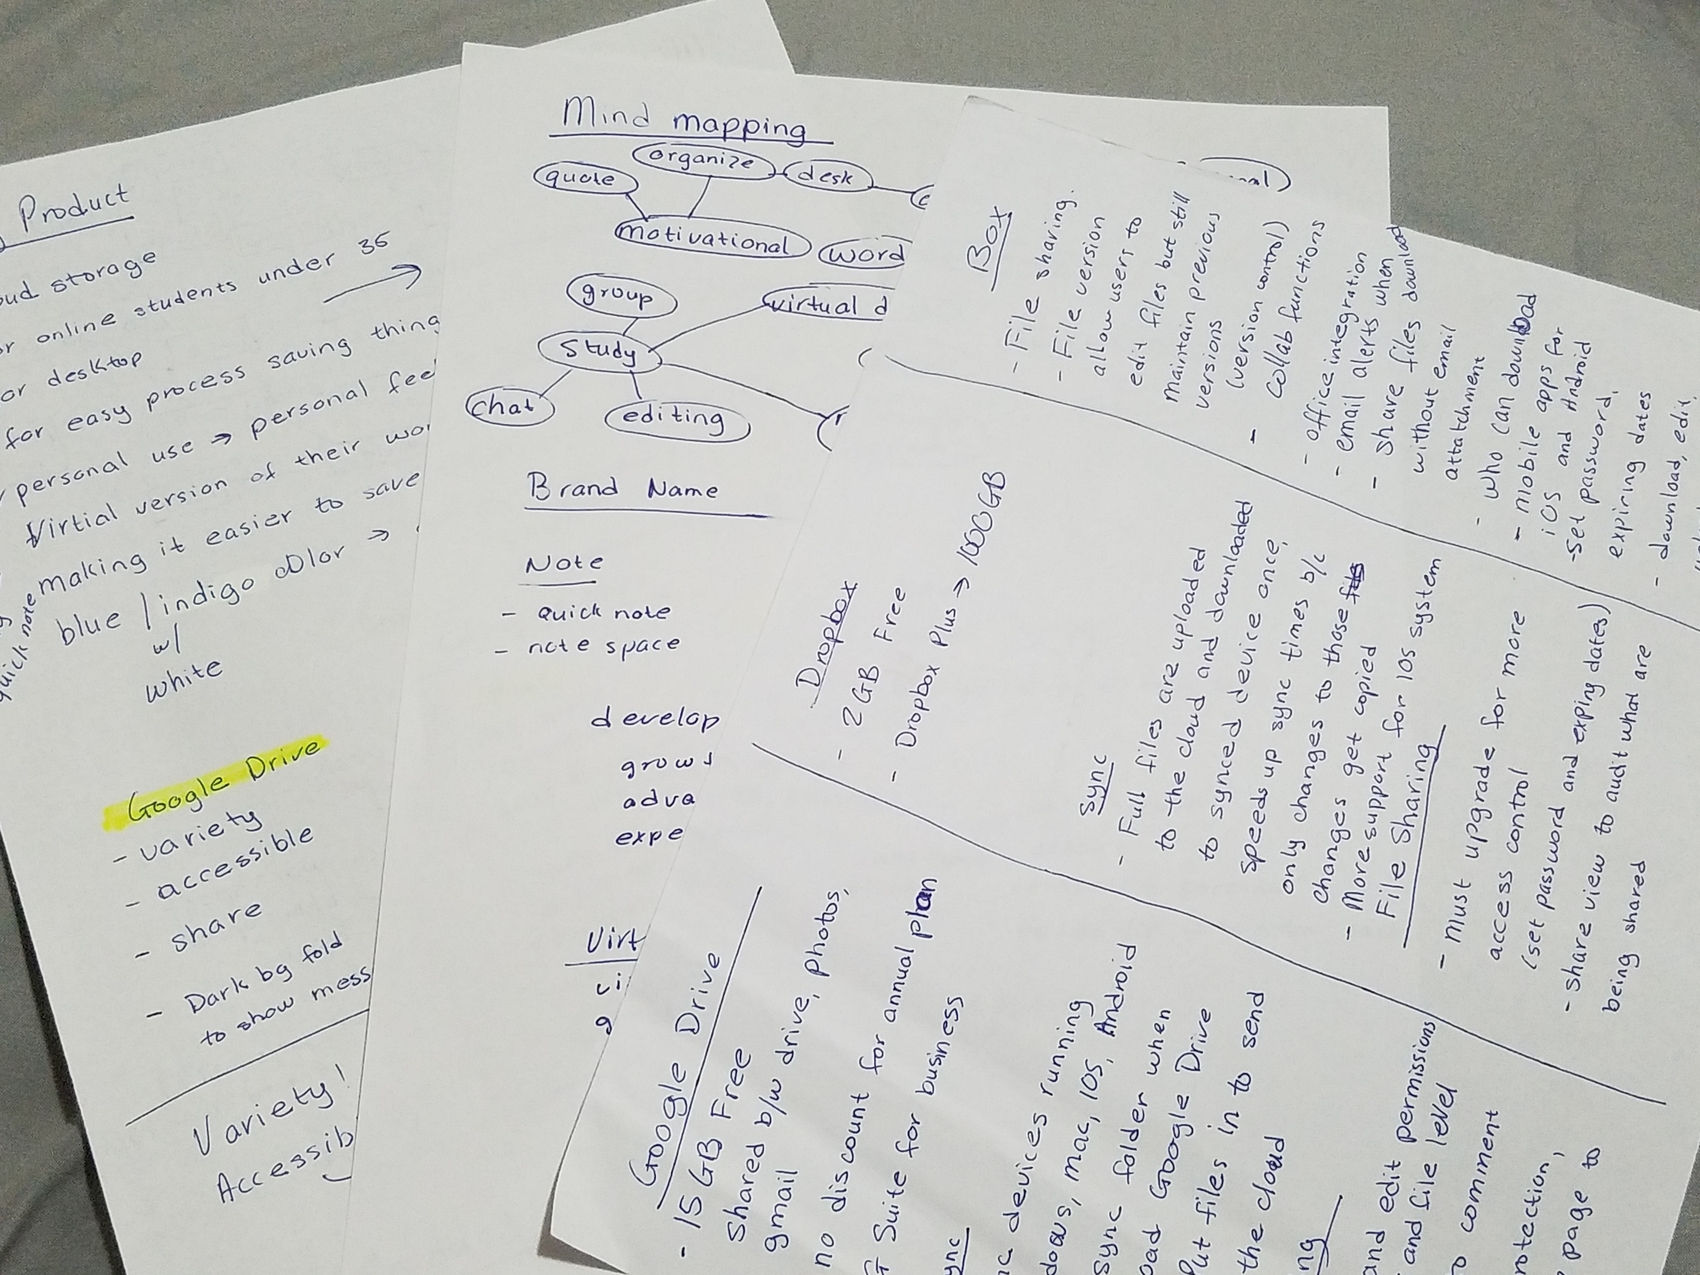 Product
storage
online students under 35
or desktop
for easy process saving thing
personal use → personal fee
Virtial version of their wor
making it easier to save
blue / indigo color →
w/
white
quick note
Google Drive
- variety
- accessible
- share
- Dark bg fold
to show mess
Variety!
Accessib
Mind mapping
quote
organize
desk
motivational
word
group
virtual d
Study
chat
editing
Brand Name
Note
- quick note
- note space
develop
grows
adva
expe
Virt
vi
g
Box
- File sharing.
- File version
allow users to
edit files but still
maintain previous
versions
(version control)
- collab functions
- office integration
- email alerts when
- share files download
without email
attatchment
- who can download
- mobile apps for
iOS and Android
- set password,
expiring dates
- download, edit,
Dropbox
- 2GB Free
- Dropbox Plus → 1000GB
sync
- Full files are uploaded
to the cloud and downloaded
to synced device once,
speeds up sync times b/c
only changes to those files
changes get copied
- More support for 10s system
File Sharing
- Must upgrade for more
access control
(set password and exping dates)
- share view to audit what are
being shared
Google Drive
- 15 GB Free
shared b/w drive, photos,
gmail
no discount for annual plan
G Suite for business
ync
devices running
dows, mac, 10s, Android
sync folder when
oad Google Drive
Put files in to send
the cloud
ng
and edit permissions
and file level
o comment
rotection,
page to